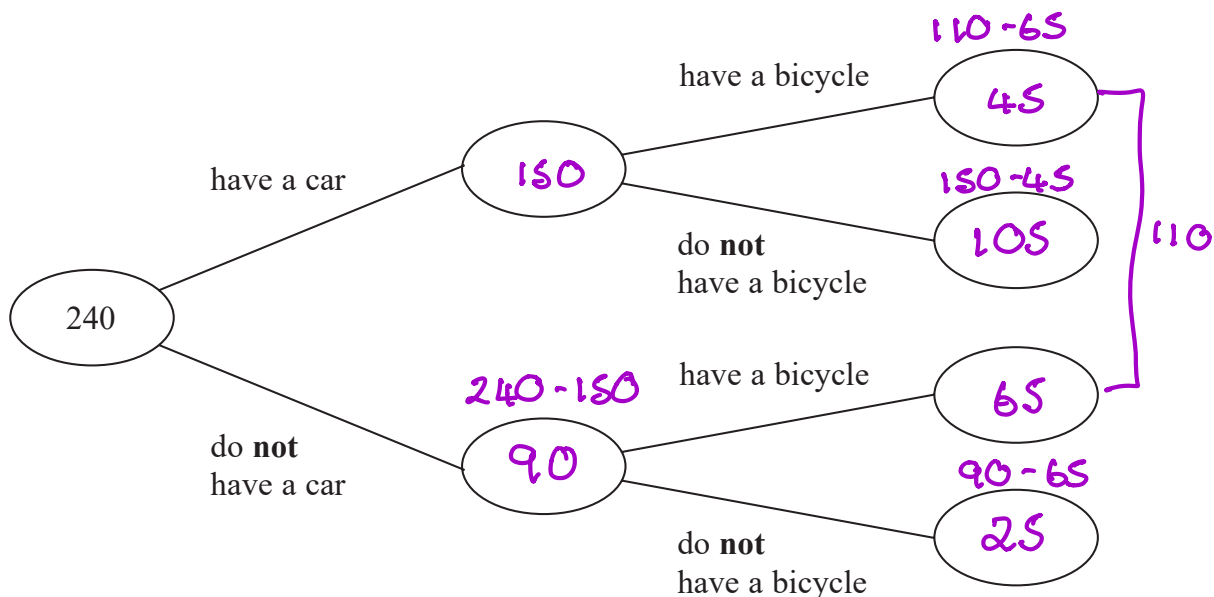 110-65
have a bicycle
45
have a car
150
150-45
do not
have a bicycle
105
110
240
240-150
have a bicycle
65
do not
have a car
90
90-65
do not
have a bicycle
25